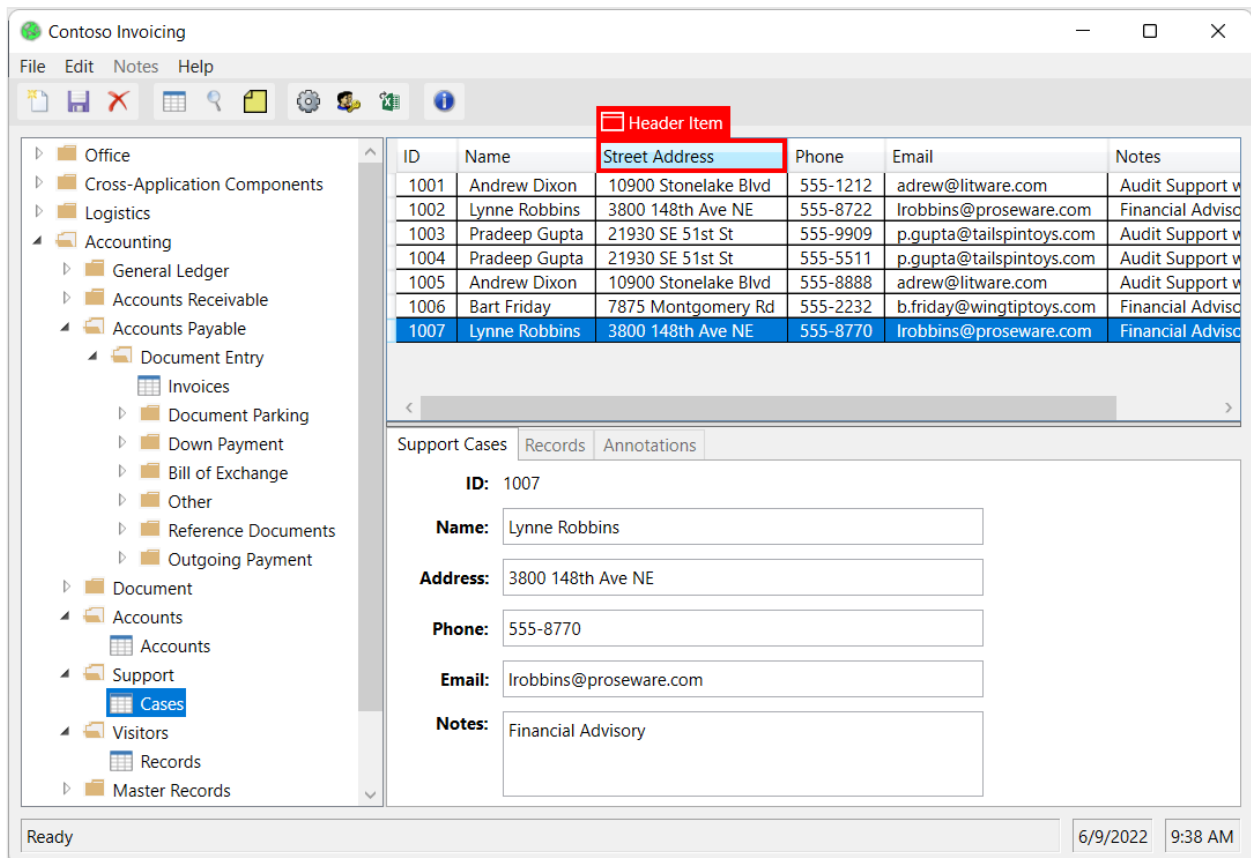 Contoso Invoicing
File Edit Notes Help
Header Item
Office
Cross-Application Components
Logistics
Accounting
General Ledger
Accounts Receivable
Accounts Payable
Document Entry
Invoices
Document Parking
Down Payment
Bill of Exchange
Other
Reference Documents
Outgoing Payment
Document
Accounts
Accounts
Support
Cases
Visitors
Records
Master Records
ID Name Street Address Phone Email Notes
1001 Andrew Dixon 10900 Stonelake Blvd 555-1212 adrew@litware.com Audit Support w
1002 Lynne Robbins 3800 148th Ave NE 555-8722 lrobbins@proseware.com Financial Adviso
1003 Pradeep Gupta 21930 SE 51st St 555-9909 p.gupta@tailspintoys.com Audit Support w
1004 Pradeep Gupta 21930 SE 51st St 555-5511 p.gupta@tailspintoys.com Audit Support w
1005 Andrew Dixon 10900 Stonelake Blvd 555-8888 adrew@litware.com Audit Support w
1006 Bart Friday 7875 Montgomery Rd 555-2232 b.friday@wingtiptoys.com Financial Adviso
1007 Lynne Robbins 3800 148th Ave NE 555-8770 lrobbins@proseware.com Financial Adviso
Support Cases Records Annotations
ID: 1007
Name: Lynne Robbins
Address: 3800 148th Ave NE
Phone: 555-8770
Email: lrobbins@proseware.com
Notes: Financial Advisory
Ready 6/9/2022 9:38 AM